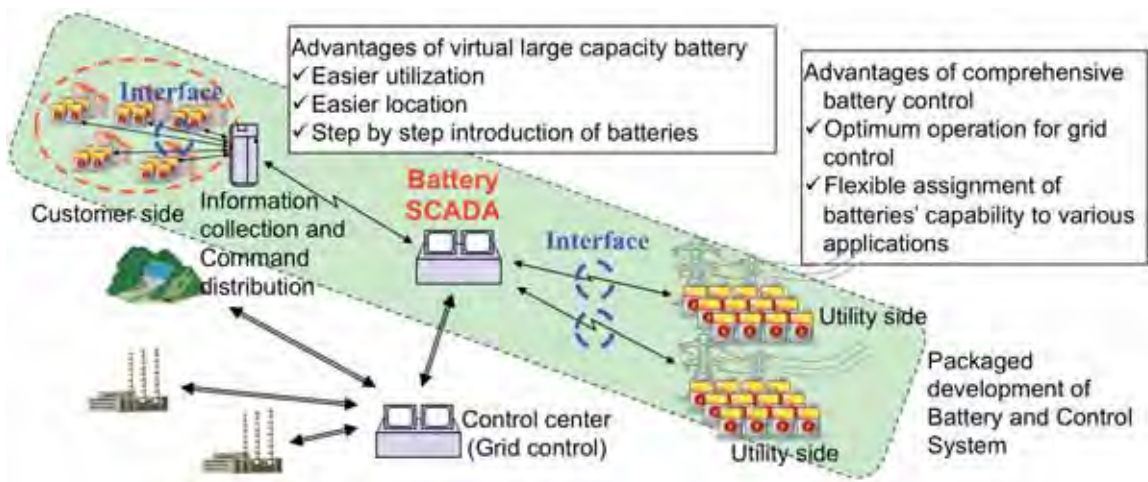 Advantages of virtual large capacity battery
✓ Easier utilization
✓ Easier location
✓ Step by step introduction of batteries
Advantages of comprehensive
battery control
✓ Optimum operation for grid
control
✓ Flexible assignment of
batteries' capability to various
applications
Interface
Customer side
Information
collection and
Command
distribution
Battery
SCADA
Interface
Utility side
Utility side
Packaged
development of
Battery and Control
System
Control center
(Grid control)